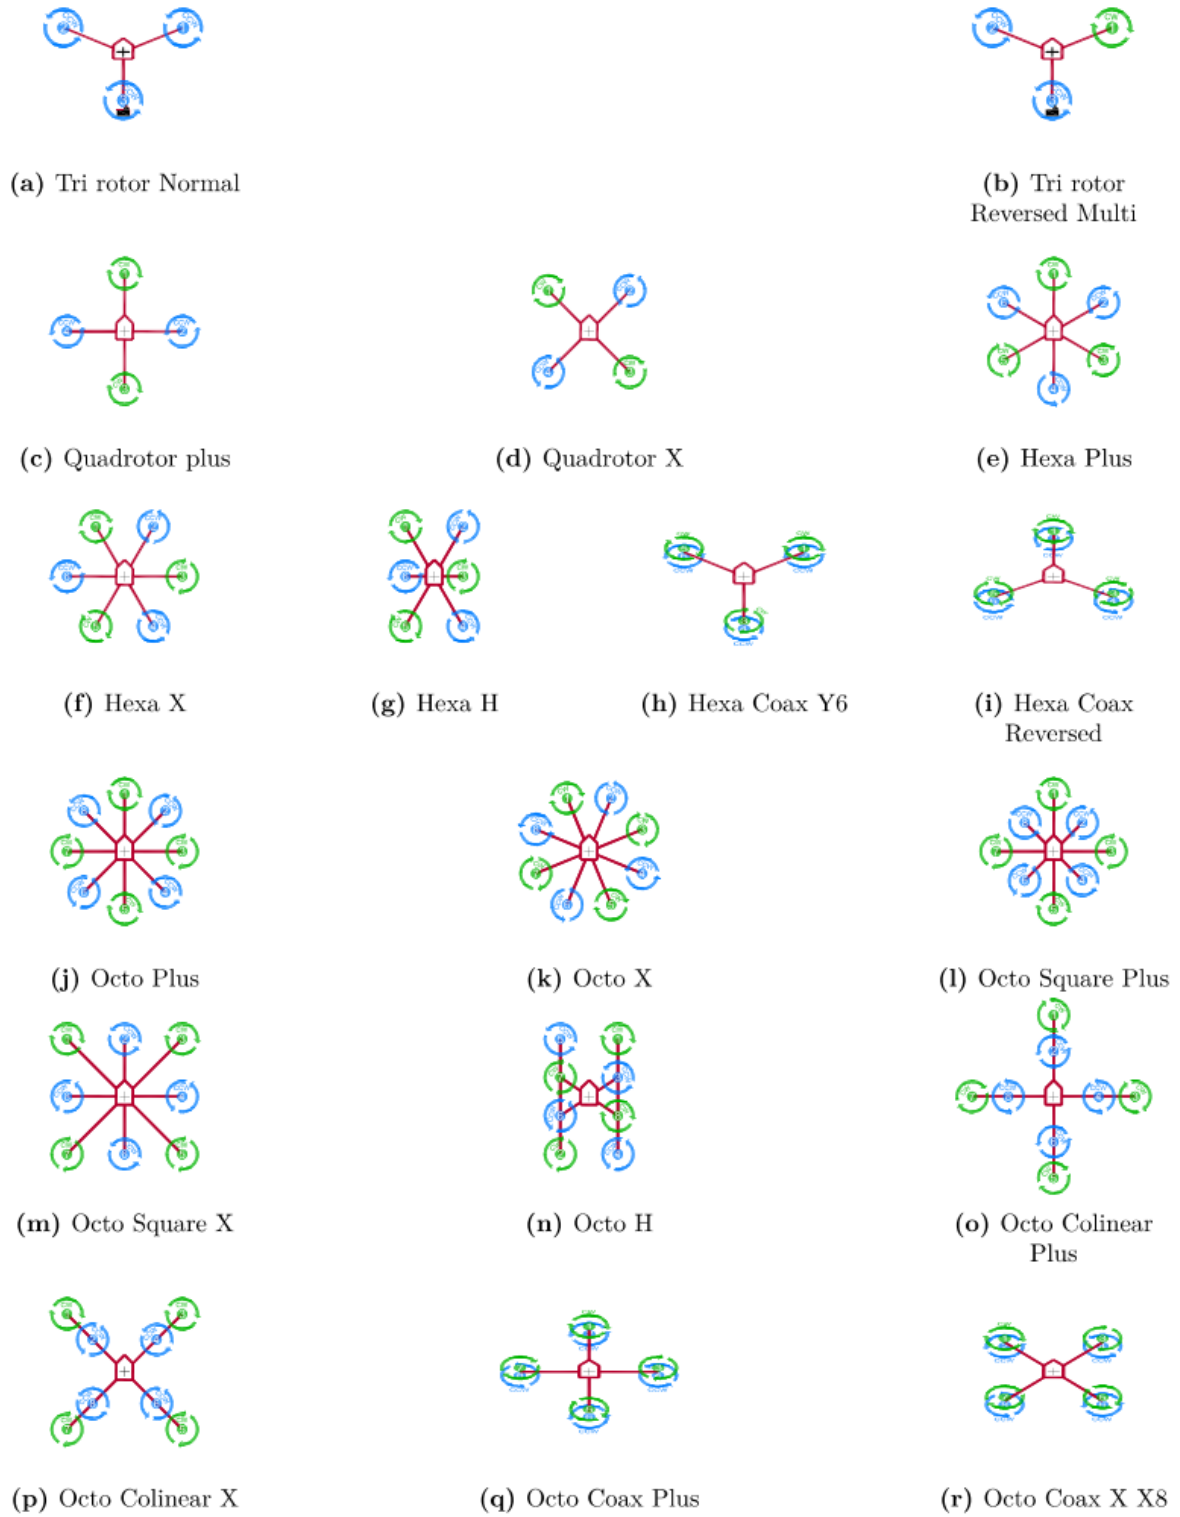 (a) Tri rotor Normal
(b) Tri rotor
Reversed Multi
(c) Quadrotor plus
(d) Quadrotor X
(e) Hexa Plus
(f) Hexa X
(g) Hexa H
(h) Hexa Coax Y6
(i) Hexa Coax
Reversed
(j) Octo Plus
(k) Octo X
(l) Octo Square Plus
(m) Octo Square X
(n) Octo H
(o) Octo Colinear
Plus
(p) Octo Colinear X
(q) Octo Coax Plus
(r) Octo Coax X X8